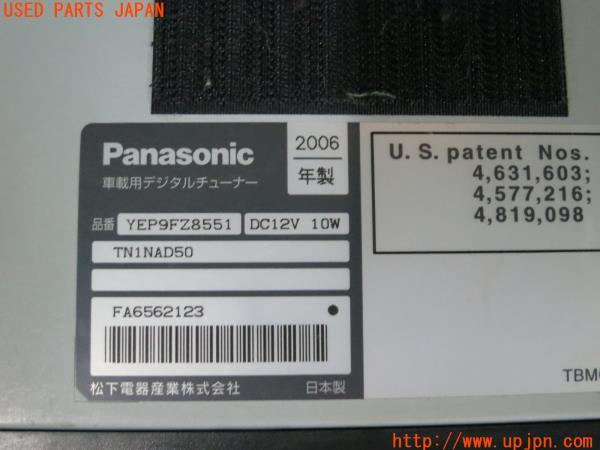 USED PARTS JAPAN
Panasonic
2006
年製
車載用デジタルチューナー
品番 YEP9FZ8551 DC12V 10W
TN1NAD50
FA6562123
松下電器産業株式会社 日本製
U.S. patent Nos.
4,631,603;
4,577,216;
4,819,098
http://www.upjpn.com